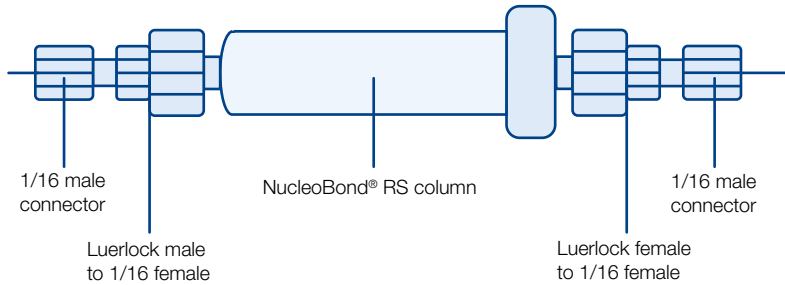 1/16 male
connector
NucleoBond® RS column
1/16 male
connector
Luerlock male
to 1/16 female
Luerlock female
to 1/16 female